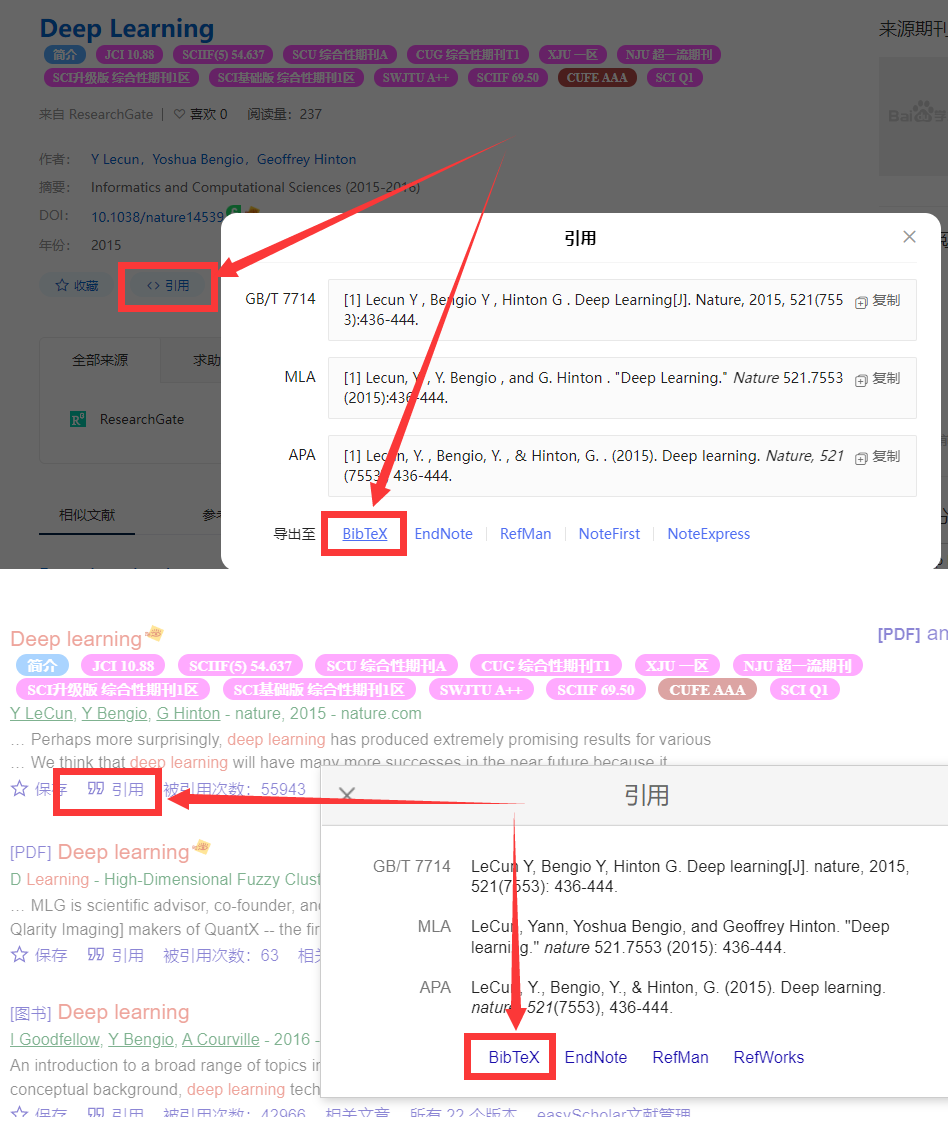 Deep Learning
来源期刊
简介 JCI 10.88 SCIIF(5) 54.637 SCU 综合性期刊A CUG 综合性期刊T1 XJU 一区 NJU 超一流期刊
SCI升级版 综合性期刊1区 SCI基础版 综合性期刊1区 SWJTU A++ SCIIF 69.50 CUFE AAA SCI Q1
来自 ResearchGate | ♡ 喜欢 0 阅读量： 237
Bai 学
作者： Y Lecun， Yoshua Bengio， Geoffrey Hinton
摘要： Informatics and Computational Sciences (2015-2016)
DOI： 10.1038/nature14539
年份： 2015
收藏 <> 引用
引用
GB/T 7714 [1] Lecun Y , Bengio Y , Hinton G . Deep Learning[J]. Nature, 2015, 521(755 复制
3):436-444.
全部来源 求助
MLA [1] Lecun, Y. , Y. Bengio , and G. Hinton . "Deep Learning." Nature 521.7553 复制
(2015):436-444.
ResearchGate
APA [1] Lecun, Y. , Bengio, Y. , & Hinton, G. . (2015). Deep learning. Nature, 521 复制
(7553), 436-444.
相似文献 参考
导出至 BibTeX EndNote RefMan NoteFirst NoteExpress
Deep learning
[PDF]
简介 JCI 10.88 SCIIF(5) 54.637 SCU 综合性期刊A CUG 综合性期刊T1 XJU 一区 NJU 超一流期刊
SCI升级版 综合性期刊1区 SCI基础版 综合性期刊1区 SWJTU A++ SCIIF 69.50 CUFE AAA SCI Q1
Y LeCun, Y Bengio, G Hinton - nature, 2015 - nature.com
… Perhaps more surprisingly, deep learning has produced extremely promising results for various
… We think that deep learning will have many more successes in the near future because it
保存 引用 被引用次数：55943
引用
[PDF] Deep learning
D Learning - High-Dimensional Fuzzy Clust
… MLG is scientific advisor, co-founder, and
Qlarity Imaging] makers of QuantX -- the fir
保存 引用 被引用次数：63 相关
GB/T 7714 LeCun Y, Bengio Y, Hinton G. Deep learning[J]. nature, 2015,
521(7553): 436-444.
MLA LeCun, Yann, Yoshua Bengio, and Geoffrey Hinton. "Deep
learning." nature 521.7553 (2015): 436-444.
APA LeCun, Y., Bengio, Y., & Hinton, G. (2015). Deep learning.
nature, 521(7553), 436-444.
BibTeX EndNote RefMan RefWorks
[图书] Deep learning
I Goodfellow, Y Bengio, A Courville - 2016 -
An introduction to a broad range of topics in
conceptual background, deep learning tech
保存 引用 被引用次数：42966 相关文章 所有 22 个版本 easyScholar文献管理